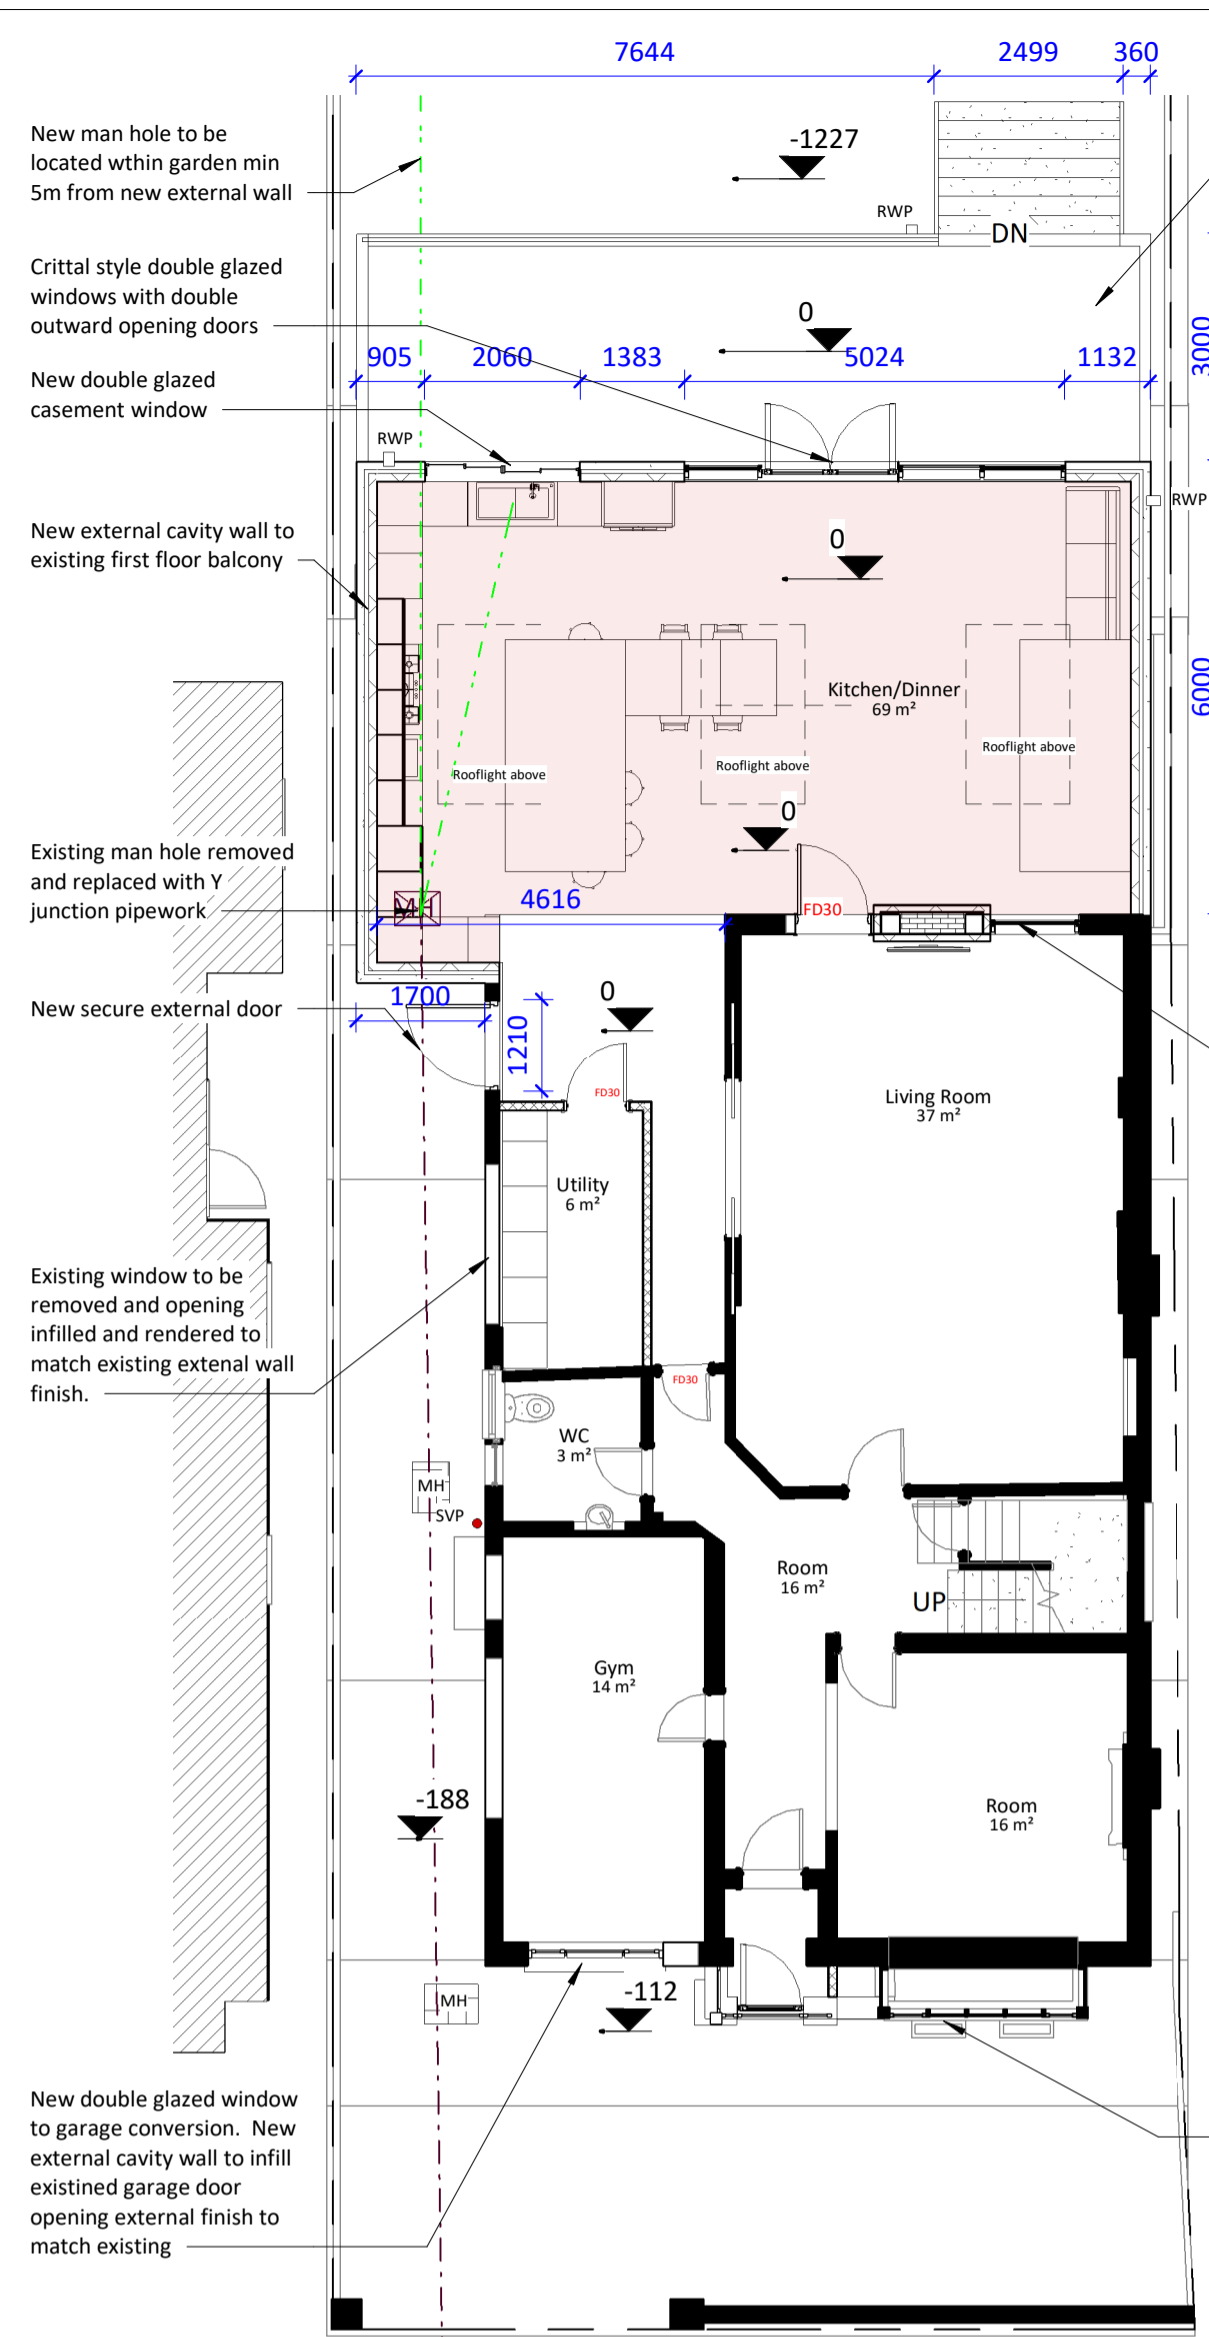 7644
2499
360
New man hole to be
located wthin garden min
5m from new external wall
-1227
RWP
DN
Crittal style double glazed
windows with double
outward opening doors
0
3000
905
2060
1383
5024
1132
New double glazed
casement window
RWP
RWP
New external cavity wall to
existing first floor balcony
0
6000
Kitchen/Dinner
69 m²
Rooflight above
Rooflight above
Rooflight above
0
Existing man hole removed
and replaced with Y
junction pipework
MH
4616
FD30
New secure external door
1700
0
1210
FD30
Living Room
37 m²
Utility
6 m²
Existing window to be
removed and opening
infilled and rendered to
match existing extenal wall
finish.
FD30
WC
3 m²
MH
SVP
Room
16 m²
UP
Gym
14 m²
-188
Room
16 m²
MH
-112
New double glazed window
to garage conversion. New
external cavity wall to infill
existined garage door
opening external finish to
match existing